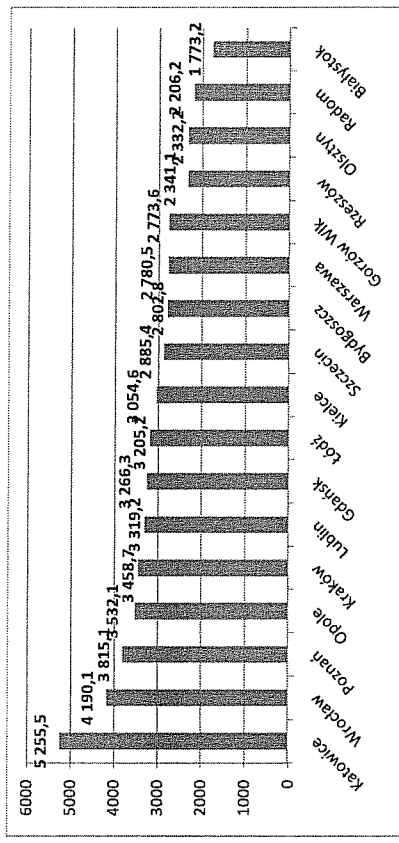 6000
5000
4000
3000
2000
1000
0
5 255,5
4 190,1
3 815,1
3 532,1
3 458,7
3 319,2
3 266,3
3 205,2
3 054,6
2 885,4
2 802,8
2 780,5
2 773,6
2 341,1
2 332,2
2 206,2
1 773,2
Katowice
Wrocław
Poznań
Opole
Kraków
Lublin
Gdańsk
Łódź
Kielce
Szczecin
Bydgoszcz
Warszawa
Gorzów Wlk
Rzeszów
Olsztyn
Radom
Białystok